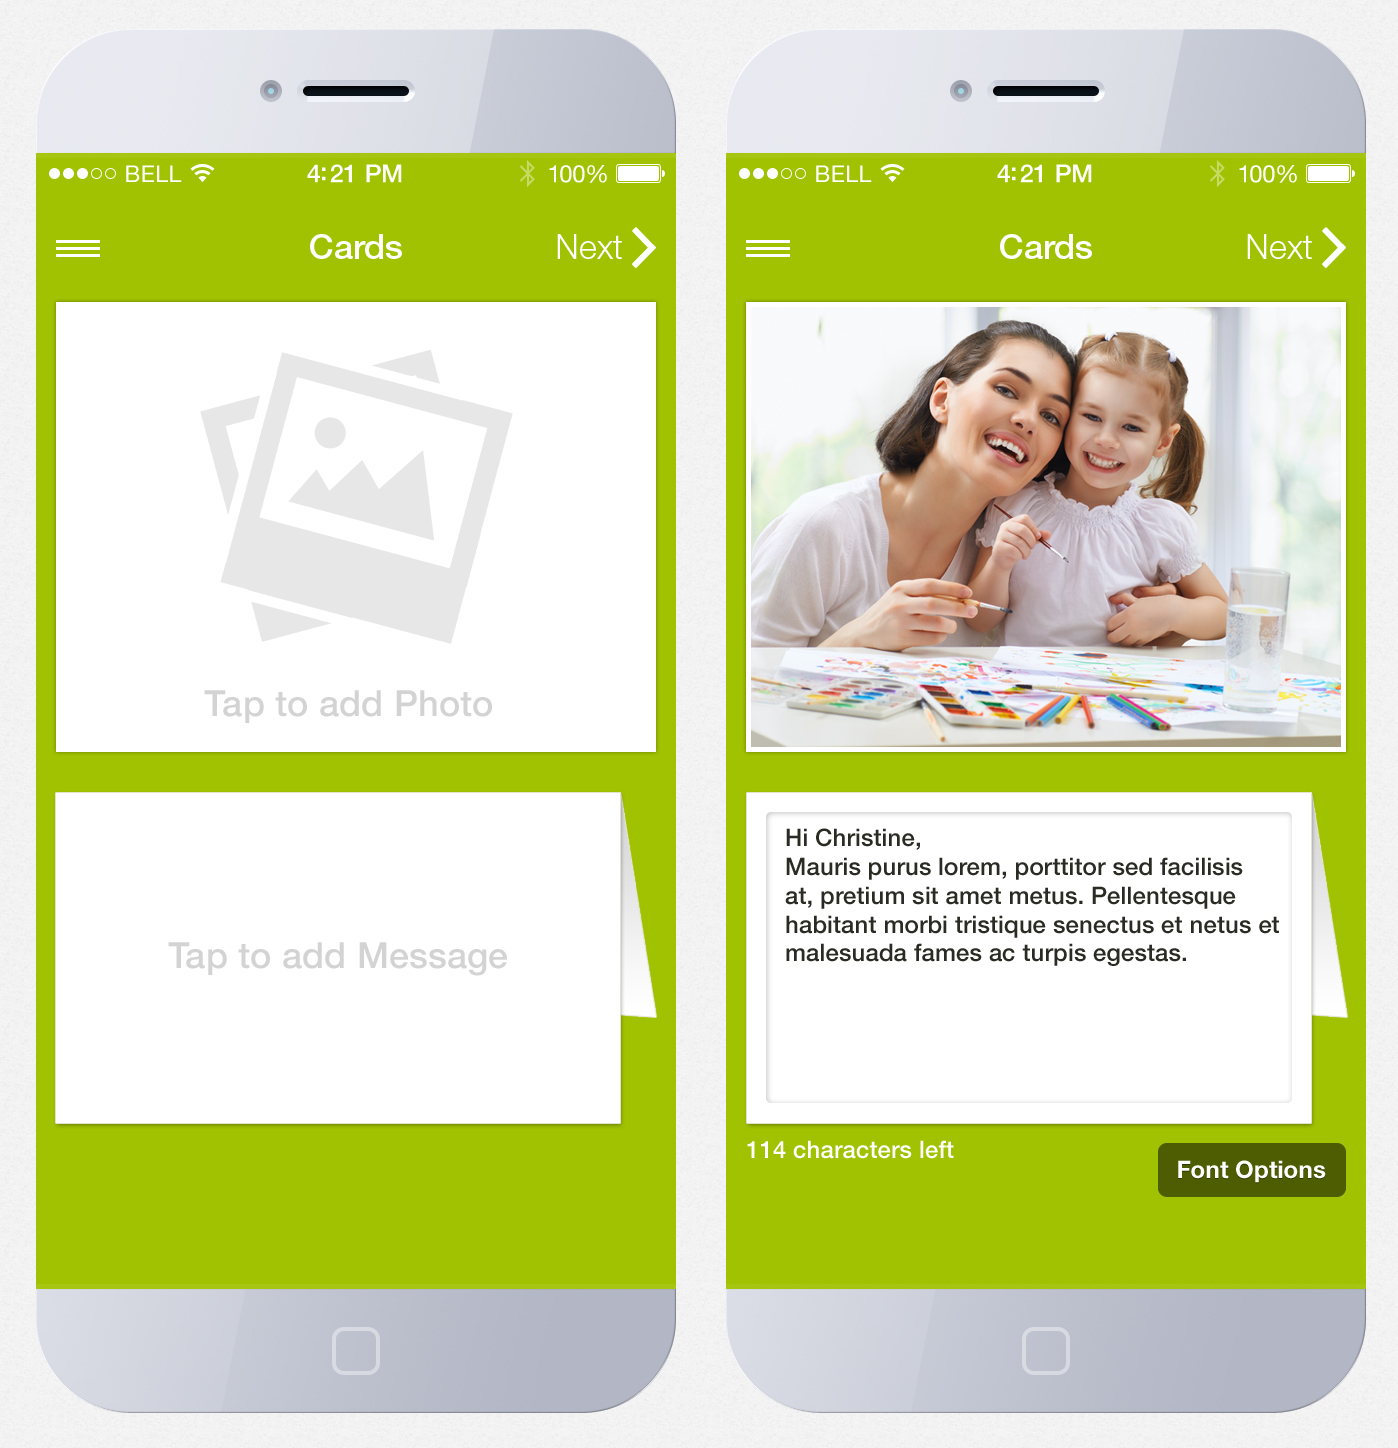 BELL 4:21 PM 100%
Cards Next
Tap to add Photo
Tap to add Message
BELL 4:21 PM 100%
Cards Next
Hi Christine,
Mauris purus lorem, porttitor sed facilisis
at, pretium sit amet metus. Pellentesque
habitant morbi tristique senectus et netus et
malesuada fames ac turpis egestas.
114 characters left
Font Options